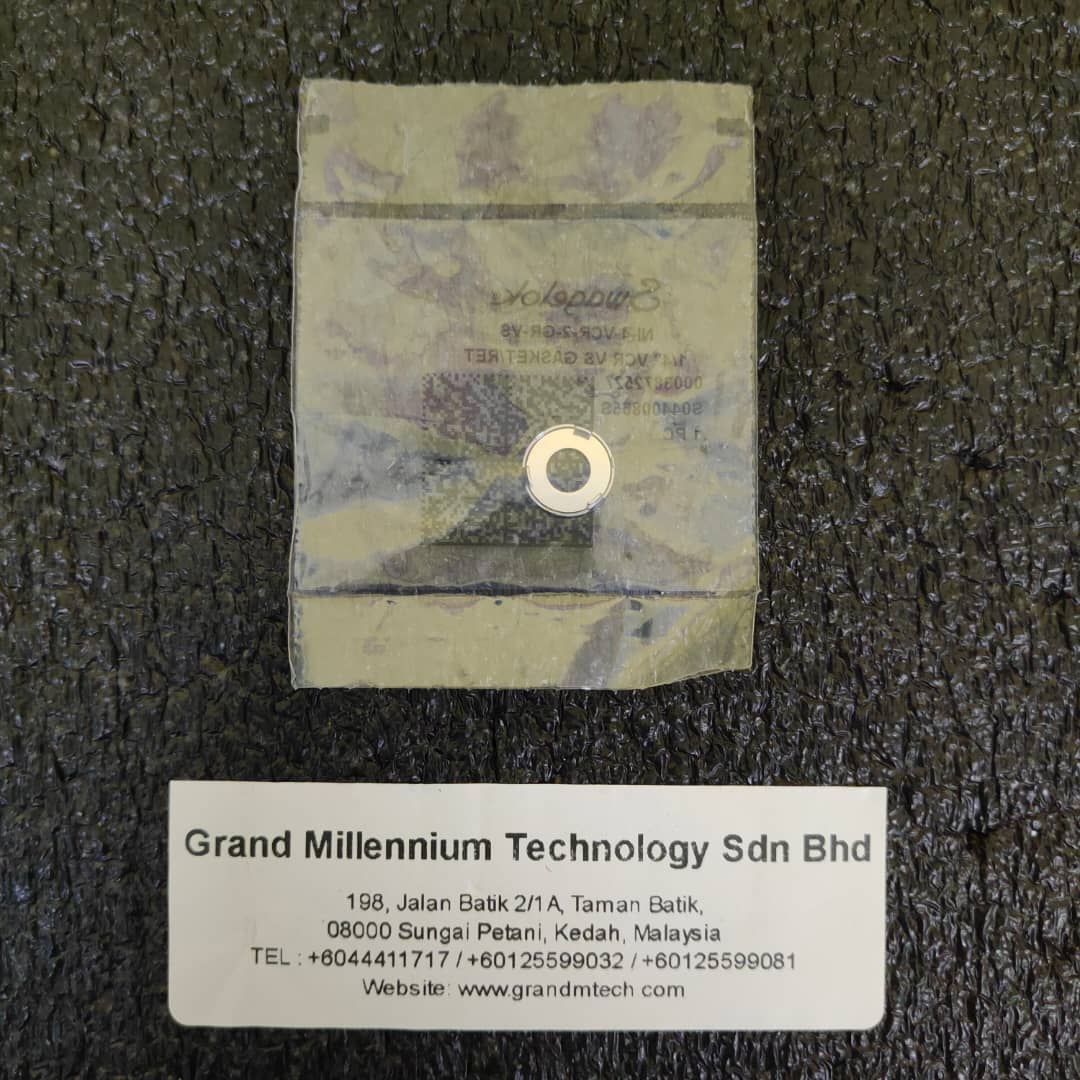 Swagelok
NI-4-VCR-2-GR-VS
1/4" VCR VS GASKET/RET
S04400885S
1 PC
Grand Millennium Technology Sdn Bhd
198, Jalan Batik 2/1A, Taman Batik,
08000 Sungai Petani, Kedah, Malaysia
TEL : +6044411717 / +60125599032 / +60125599081
Website: www.grandmtech.com